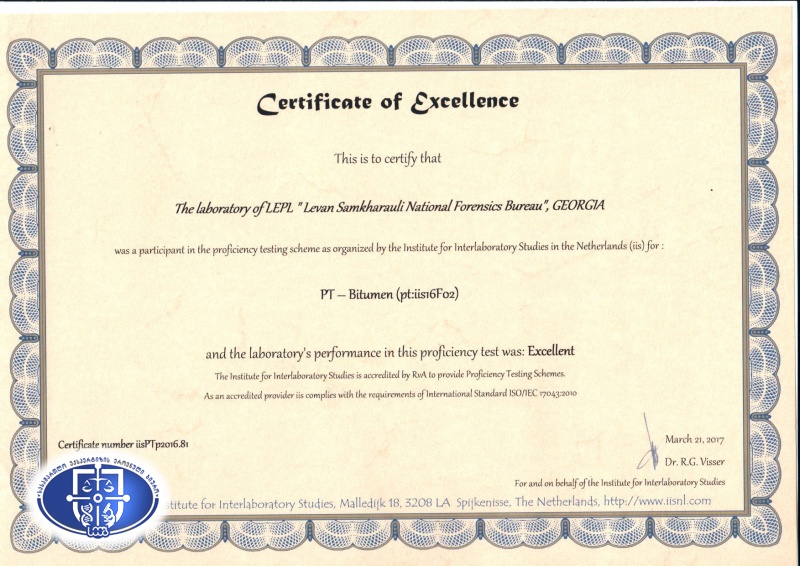 Certificate of Excellence
This is to certify that
The laboratory of LEPL " Levan Samkharauli National Forensics Bureau", GEORGIA
was a participant in the proficiency testing scheme as organized by the Institute for Interlaboratory Studies in the Netherlands (iis) for :
PT – Bitumen (pt:iis16F02)
and the laboratory's performance in this proficiency test was: Excellent
The Institute for Interlaboratory Studies is accredited by RvA to provide Proficiency Testing Schemes.
As an accredited provider iis complies with the requirements of International Standard ISO/IEC 17043:2010
Certificate number iisPTp2016.81
March 21, 2017
Dr. R.G. Visser
For and on behalf of the Institute for Interlaboratory Studies
stitute for Interlaboratory Studies, Malledijk 18, 3208 LA Spijkenisse, The Netherlands, http://www.iisnl.com